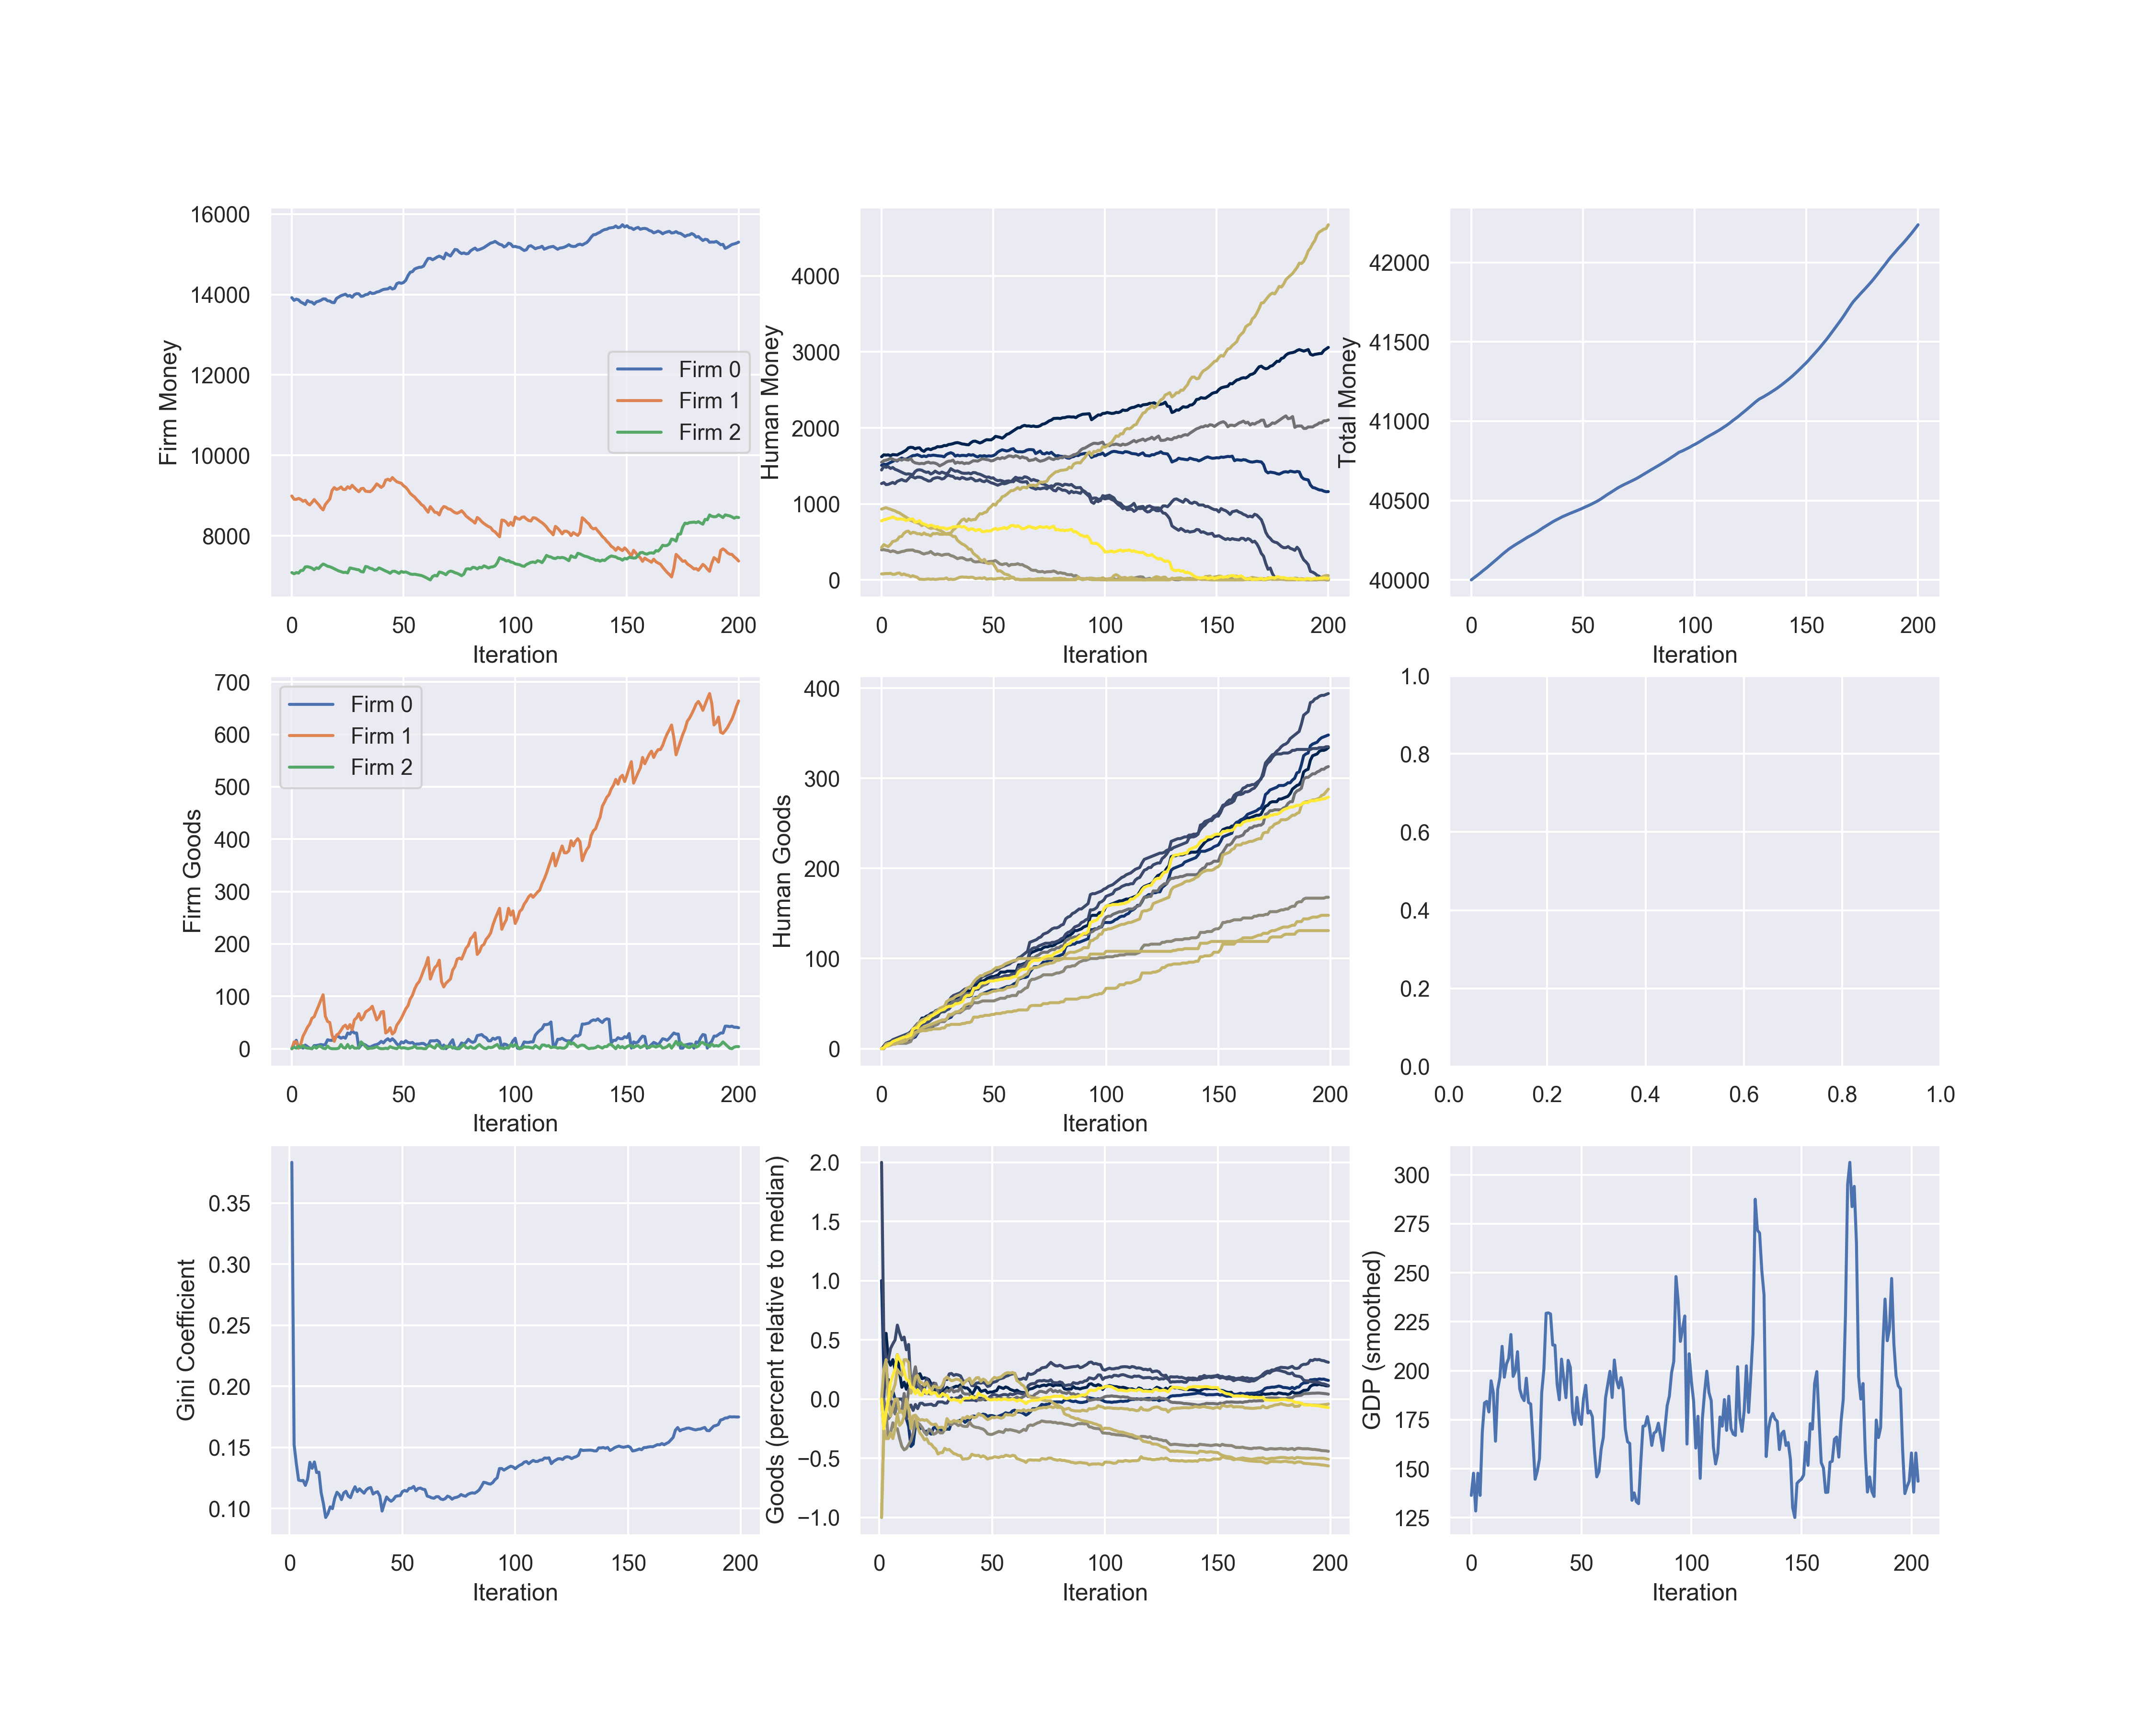 16000
14000
12000
10000
8000
Firm Money
Firm 0
Firm 1
Firm 2
0 50 100 150 200
Iteration
4000
3000
2000
1000
0
Human Money
0 50 100 150 200
Iteration
42000
41500
41000
40500
40000
Total Money
0 50 100 150 200
Iteration
700
600
500
400
300
200
100
0
Firm Goods
Firm 0
Firm 1
Firm 2
0 50 100 150 200
Iteration
400
300
200
100
0
Human Goods
0 50 100 150 200
Iteration
1.0
0.8
0.6
0.4
0.2
0.0
0.0 0.2 0.4 0.6 0.8 1.0
0.35
0.30
0.25
0.20
0.15
0.10
Gini Coefficient
0 50 100 150 200
Iteration
2.0
1.5
1.0
0.5
0.0
−0.5
−1.0
Goods (percent relative to median)
0 50 100 150 200
Iteration
300
275
250
225
200
175
150
125
GDP (smoothed)
0 50 100 150 200
Iteration